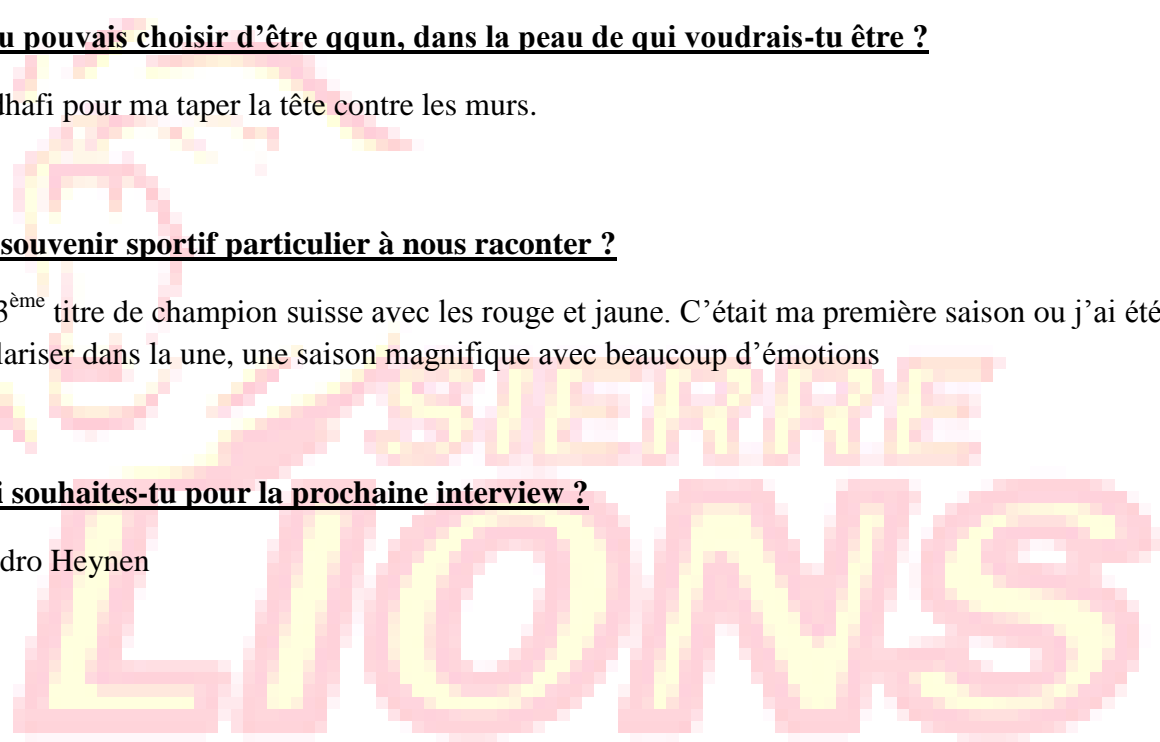 u pouvais choisir d’être qqun, dans la peau de qui voudrais-tu être ?
dhafi pour ma taper la tête contre les murs.
souvenir sportif particulier à nous raconter ?
3ème titre de champion suisse avec les rouge et jaune. C’était ma première saison ou j’ai été
lariser dans la une, une saison magnifique avec beaucoup d’émotions
SIERRE
i souhaites-tu pour la prochaine interview ?
dro Heynen
LIONS